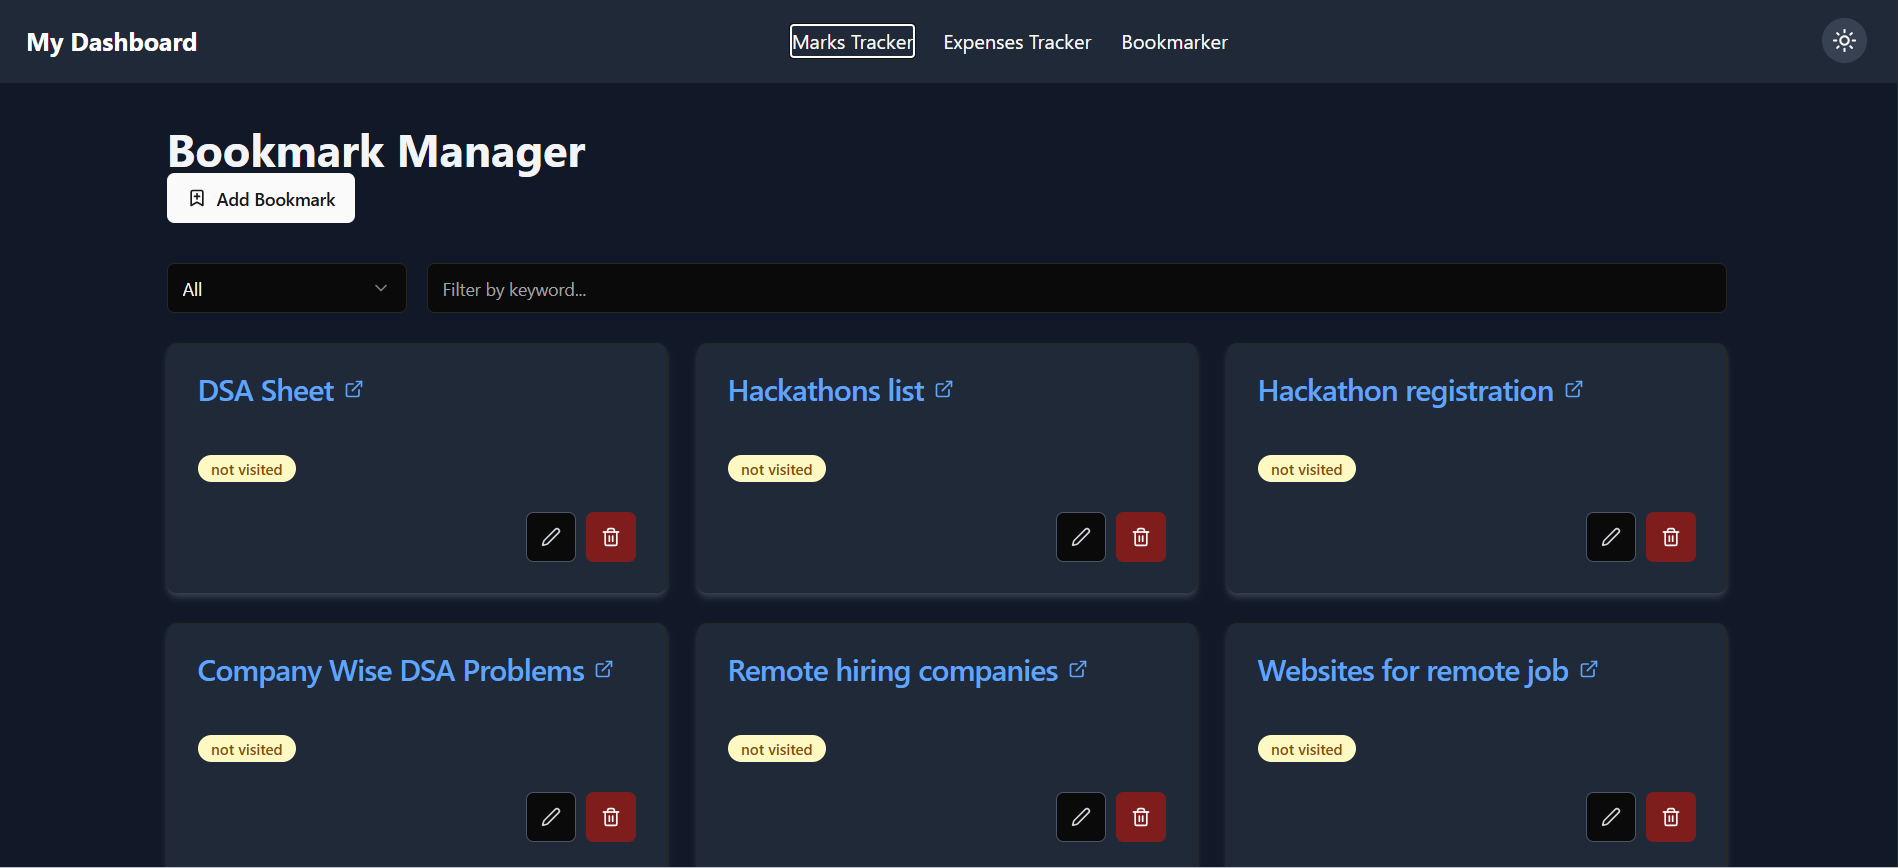 My Dashboard
Marks Tracker
Expenses Tracker
Bookmarker
Bookmark Manager
Add Bookmark
All
Filter by keyword...
DSA Sheet
not visited
Hackathons list
not visited
Hackathon registration
not visited
Company Wise DSA Problems
not visited
Remote hiring companies
not visited
Websites for remote job
not visited